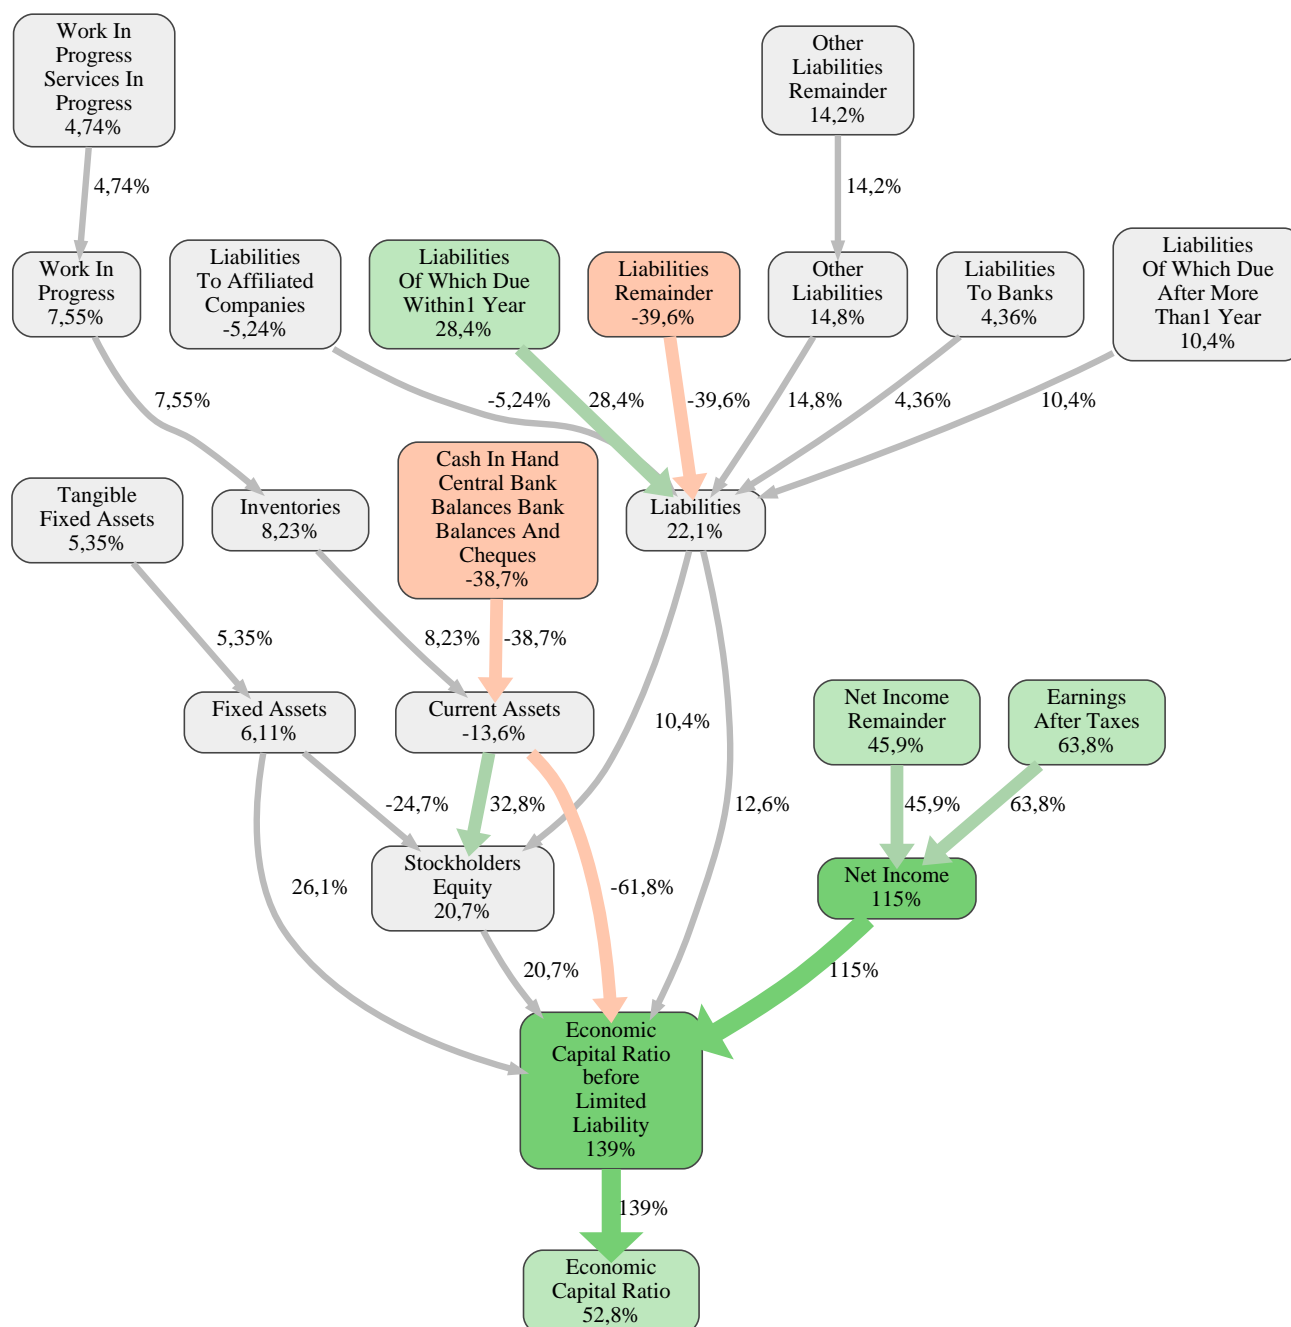 Work In
Progress
Services In
Progress
4,74%
Other
Liabilities
Remainder
14,2%
4,74%
14,2%
Work In
Progress
7,55%
Liabilities
To Affiliated
Companies
-5,24%
Liabilities
Of Which Due
Within1 Year
28,4%
Liabilities
Remainder
-39,6%
Other
Liabilities
14,8%
Liabilities
To Banks
4,36%
Liabilities
Of Which Due
After More
Than1 Year
10,4%
7,55%
-5,24%
28,4%
-39,6%
14,8%
4,36%
10,4%
Tangible
Fixed Assets
5,35%
Inventories
8,23%
Cash In Hand
Central Bank
Balances Bank
Balances And
Cheques
-38,7%
Liabilities
22,1%
5,35%
8,23%
-38,7%
Fixed Assets
6,11%
Current Assets
-13,6%
10,4%
Net Income
Remainder
45,9%
Earnings
After Taxes
63,8%
-24,7%
32,8%
12,6%
45,9%
63,8%
Stockholders
Equity
20,7%
Net Income
115%
26,1%
-61,8%
20,7%
115%
Economic
Capital Ratio
before
Limited
Liability
139%
139%
Economic
Capital Ratio
52,8%